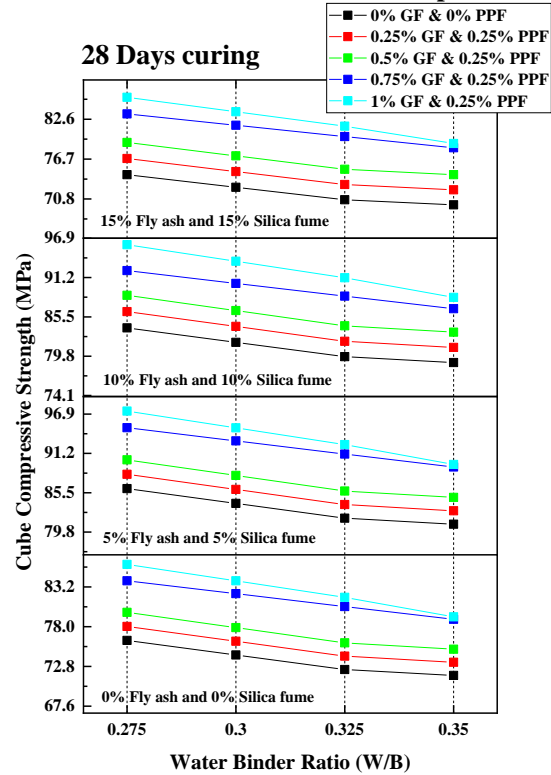 0% GF & 0% PPF
0.25% GF & 0.25% PPF
0.5% GF & 0.25% PPF
0.75% GF & 0.25% PPF
1% GF & 0.25% PPF
28 Days curing
82.6
76.7
70.8
15% Fly ash and 15% Silica fume
96.9
91.2
85.5
79.8
10% Fly ash and 10% Silica fume
74.1
96.9
91.2
85.5
79.8
5% Fly ash and 5% Silica fume
83.2
78.0
72.8
0% Fly ash and 0% Silica fume
67.6
0.275 0.3 0.325 0.35
Water Binder Ratio (W/B)
Cube Compressive Strength (MPa)